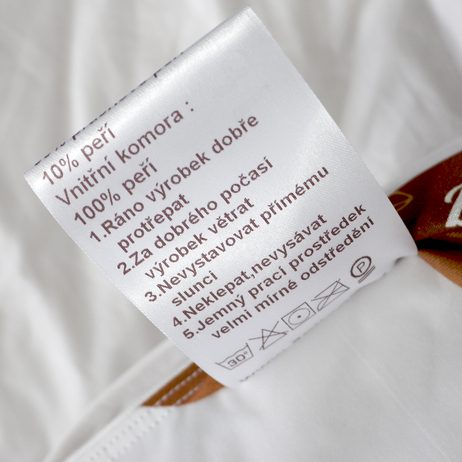 10% peří
Vnitřní komora :
100% peří
1.Ráno výrobek dobře
protřepat
2.Za dobrého počasí
výrobek větrat
3.Nevystavovat přímému
slunci
4.Neklepat,nevysávat
5.Jemný prací prostředek
velmi mírné odstředění
30°
P